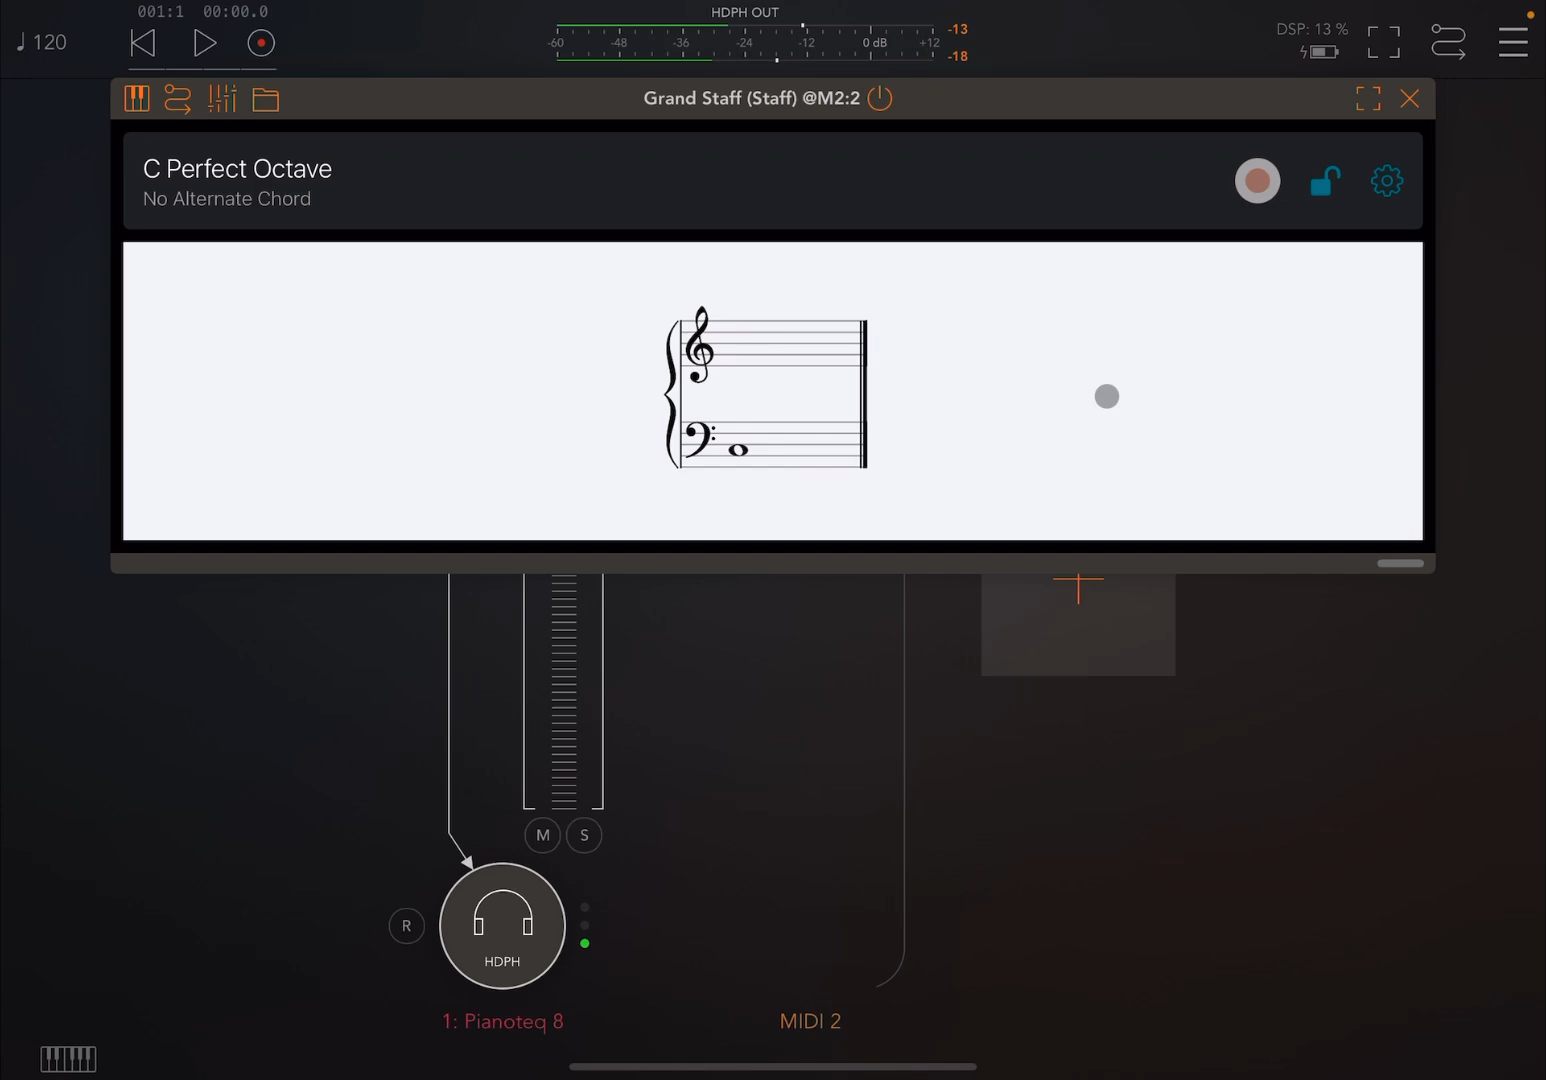 001:1 00:00.0
♩ 120
HDPH OUT
-60 -48 -36 -24 -12 0 dB +12
-13
-18
DSP: 13 %
Grand Staff (Staff) @M2:2
C Perfect Octave
No Alternate Chord
M S
R
HDPH
1: Pianoteq 8
MIDI 2